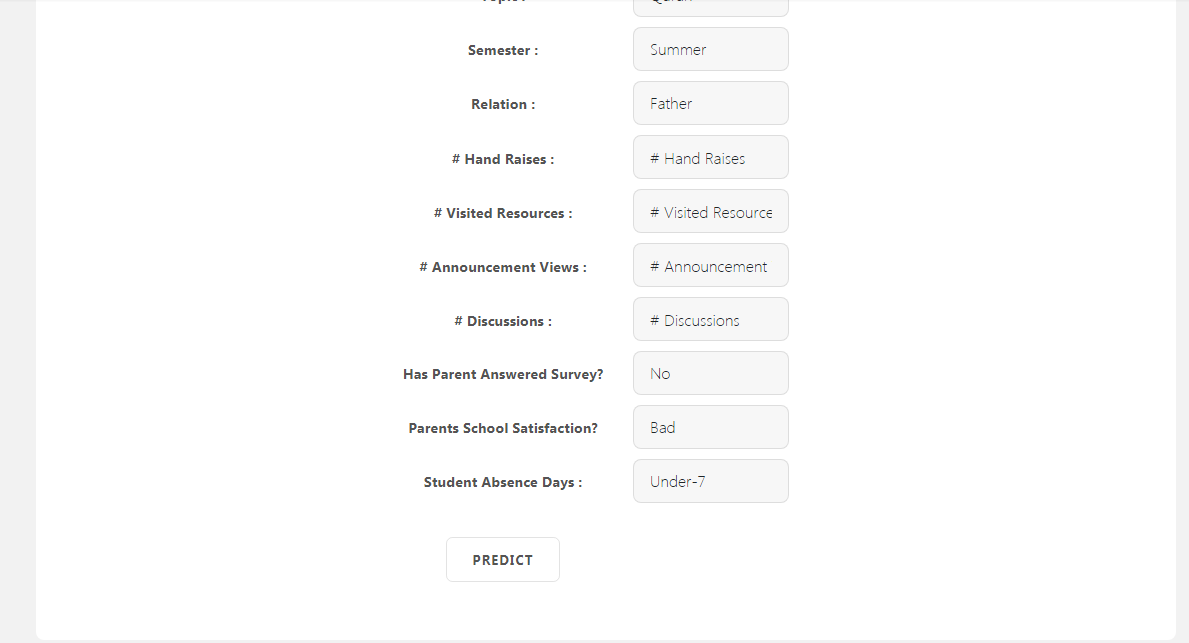 Semester : Summer
Relation : Father
# Hand Raises : # Hand Raises
# Visited Resources : # Visited Resource
# Announcement Views : # Announcement
# Discussions : # Discussions
Has Parent Answered Survey? No
Parents School Satisfaction? Bad
Student Absence Days : Under-7
PREDICT